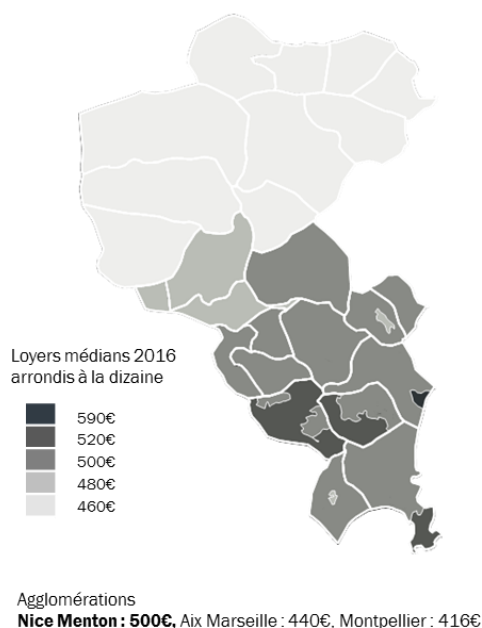 Loyers médians 2016
arrondis à la dizaine
590€
520€
500€
480€
460€
Agglomérations
Nice Menton : 500€, Aix Marseille : 440€, Montpellier : 416€